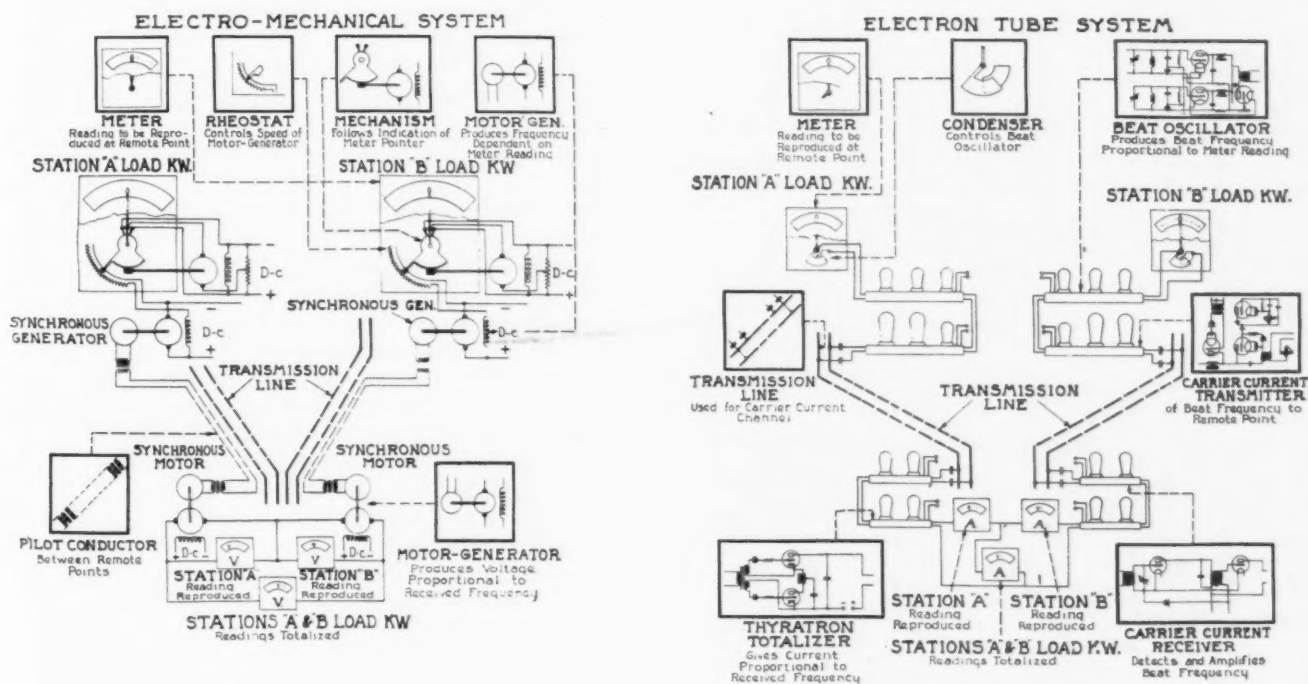 ELECTRO-MECHANICAL SYSTEM
METER
Reading to be Repro-
duced at Remote Point
RHEOSTAT
Controls Speed of
Motor-Generator
MECHANISM
Follows Indication of
Meter Pointer
MOTOR GEN.
Produces Frequency
Dependent on
Meter Reading
STATION "A" LOAD KW.
STATION "B" LOAD KW
D-c
+
D-c
+
SYNCHRONOUS
GENERATOR
D-c
+
SYNCHRONOUS GEN.
D-c
+
TRANSMISSION
LINE
SYNCHRONOUS
MOTOR
SYNCHRONOUS
MOTOR
PILOT CONDUCTOR
Between Remote
Points
+ D-c -
V
V
+ D-c -
STATION "A"
Reading
Reproduced
STATION "B"
Reading
Reproduced
V
MOTOR-GENERATOR
Produces Voltage
Proportional to
Received Frequency
STATIONS "A" & "B" LOAD KW
Readings Totalized
ELECTRON TUBE SYSTEM
METER
Reading to be
Reproduced at
Remote Point
CONDENSER
Controls Beat
Oscillator
BEAT OSCILLATOR
Produces Beat Frequency
Proportional to Meter Reading
STATION "A" LOAD KW.
STATION "B" LOAD KW.
TRANSMISSION
LINE
Used for Carrier Current
Channel
TRANSMISSION
LINE
CARRIER CURRENT
TRANSMITTER
of Beat Frequency to
Remote Point
A
A
A
THYRATRON
TOTALIZER
Gives Current
Proportional to
Received Frequency
STATION "A"
Reading
Reproduced
STATION "B"
Reading
Reproduced
STATIONS "A" & "B" LOAD K.W.
Readings Totalized
CARRIER CURRENT
RECEIVER
Detects and Amplifies
Beat Frequency